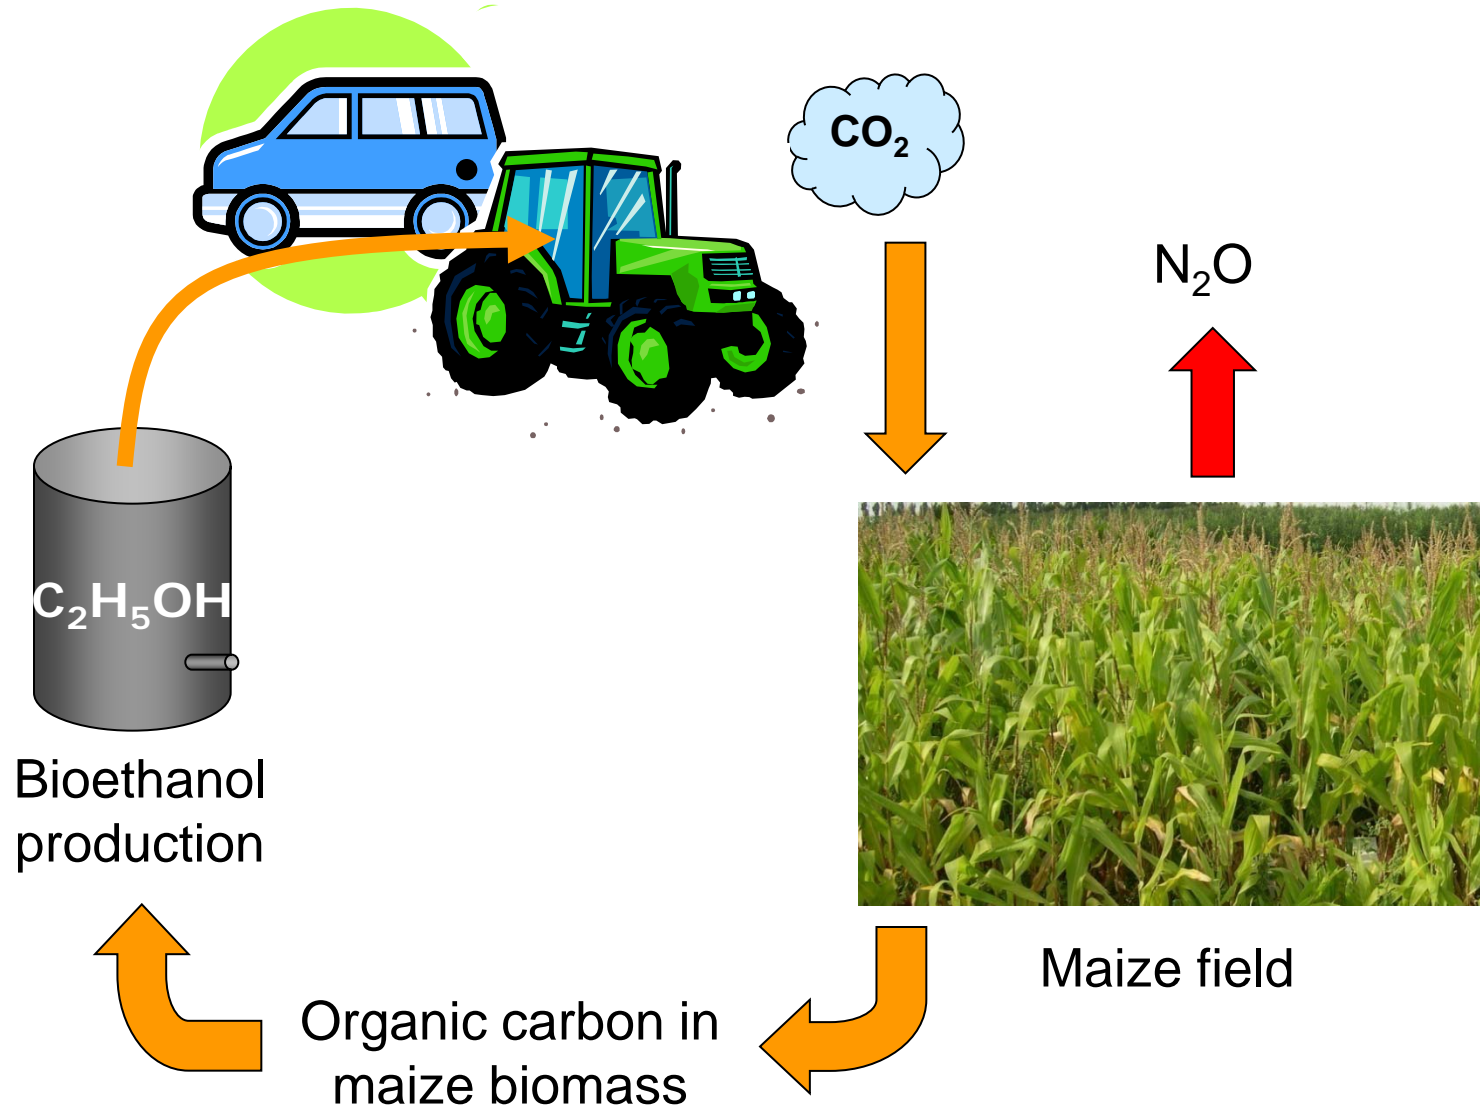 CO₂
N₂O
C₂H₅OH
Bioethanol
production
Maize field
Organic carbon in
maize biomass